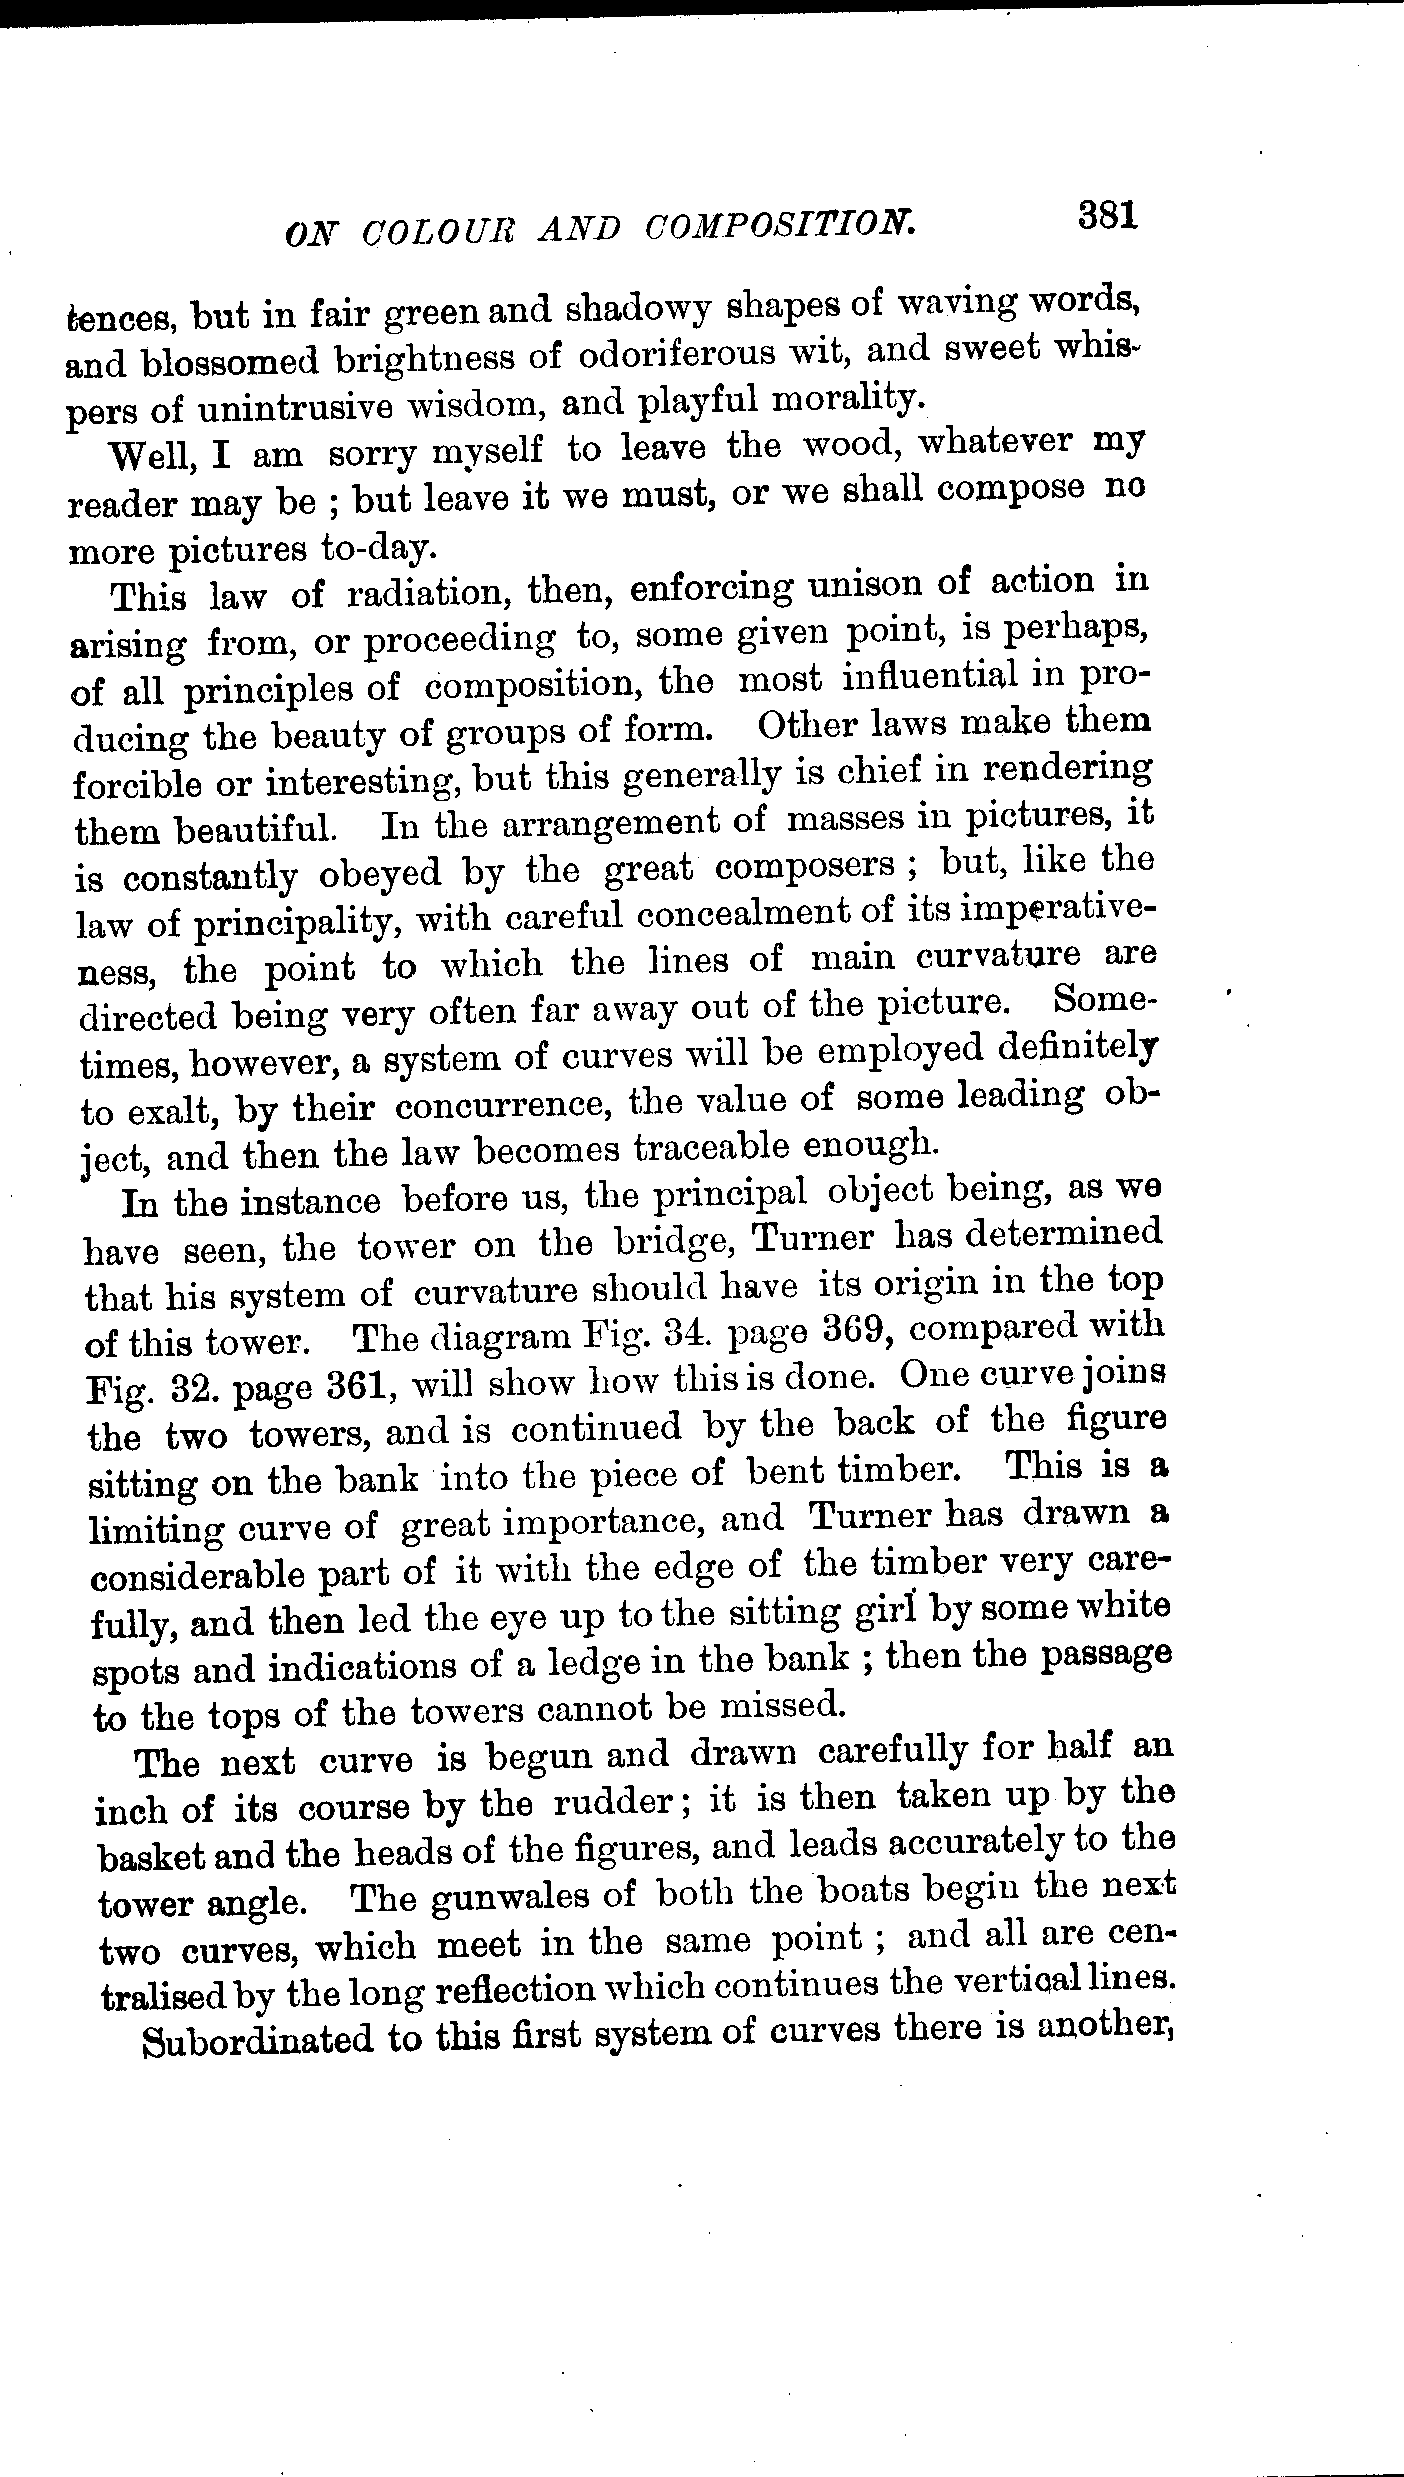 ON COLOUR AND COMPOSITION. 381
tences, but in fair green and shadowy shapes of waving words,
and blossomed brightness of odoriferous wit, and sweet whis-
pers of unintrusive wisdom, and playful morality.
Well, I am sorry myself to leave the wood, whatever my
reader may be ; but leave it we must, or we shall compose no
more pictures to-day.
This law of radiation, then, enforcing unison of action in
arising from, or proceeding to, some given point, is perhaps,
of all principles of composition, the most influential in pro-
ducing the beauty of groups of form. Other laws make them
forcible or interesting, but this generally is chief in rendering
them beautiful. In the arrangement of masses in pictures, it
is constantly obeyed by the great composers ; but, like the
law of principality, with careful concealment of its imperative-
ness, the point to which the lines of main curvature are
directed being very often far away out of the picture. Some-
times, however, a system of curves will be employed definitely
to exalt, by their concurrence, the value of some leading ob-
ject, and then the law becomes traceable enough.
In the instance before us, the principal object being, as we
have seen, the tower on the bridge, Turner has determined
that his system of curvature should have its origin in the top
of this tower. The diagram Fig. 34. page 369, compared with
Fig. 32. page 361, will show how this is done. One curve joins
the two towers, and is continued by the back of the figure
sitting on the bank into the piece of bent timber. This is a
limiting curve of great importance, and Turner has drawn a
considerable part of it with the edge of the timber very care-
fully, and then led the eye up to the sitting girl by some white
spots and indications of a ledge in the bank ; then the passage
to the tops of the towers cannot be missed.
The next curve is begun and drawn carefully for half an
inch of its course by the rudder; it is then taken up by the
basket and the heads of the figures, and leads accurately to the
tower angle. The gunwales of both the boats begin the next
two curves, which meet in the same point ; and all are cen-
tralised by the long reflection which continues the vertical lines.
Subordinated to this first system of curves there is another,